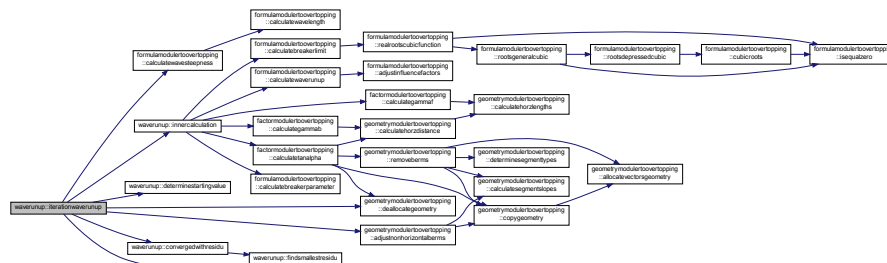 formulamodulertoovertopping
::calculatewavelength
formulamodulertoovertopping
::calculatewavesteepness
formulamodulertoovertopping
::calculatebreakerlimit
formulamodulertoovertopping
::realrootscubicfunction
formulamodulertoovertopping
::rootsgeneralcubic
formulamodulertoovertopping
::rootsdepressedcubic
formulamodulertoovertopping
::cubicroots
formulamodulertoovertopping
::isequalzero
formulamodulertoovertopping
::calculatewaverunup
formulamodulertoovertopping
::adjustinfluencefactors
factormodulertoovertopping
::calculategammaf
geometrymodulertoovertopping
::calculatehorzlengths
waverunup::innercalculation
factormodulertoovertopping
::calculategammab
geometrymodulertoovertopping
::calculatehorzdistance
factormodulertoovertopping
::calculatetanalpha
geometrymodulertoovertopping
::removeberms
geometrymodulertoovertopping
::determinesegmenttypes
geometrymodulertoovertopping
::allocatevectorsgeometry
formulamodulertoovertopping
::calculatebreakerparameter
geometrymodulertoovertopping
::calculatesegmentslopes
waverunup::determinestartingvalue
waverunup::iterationwaverunup
geometrymodulertoovertopping
::deallocategeometry
geometrymodulertoovertopping
::copygeometry
geometrymodulertoovertopping
::adjustnonhorizontalberms
waverunup::convergedwithresidu
waverunup::findsmallestresidu